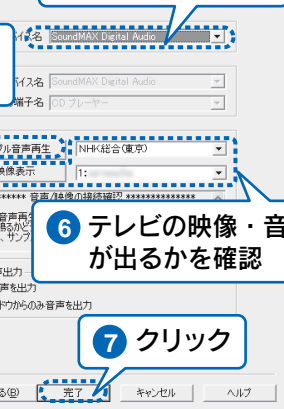 バイス名 SoundMAX Digital Audio
イス名 SoundMAX Digital Audio
端子名 CD プレーヤー
プル音声再生 NHK総合(東京)
映像表示 1:
****** 音声/映像の接続確認 **************
6 テレビの映像・音
が出るかを確認
声出力
声を出力
ドウからのみ音声を出力
7 クリック
る(B) 完了 キャンセル ヘルプ